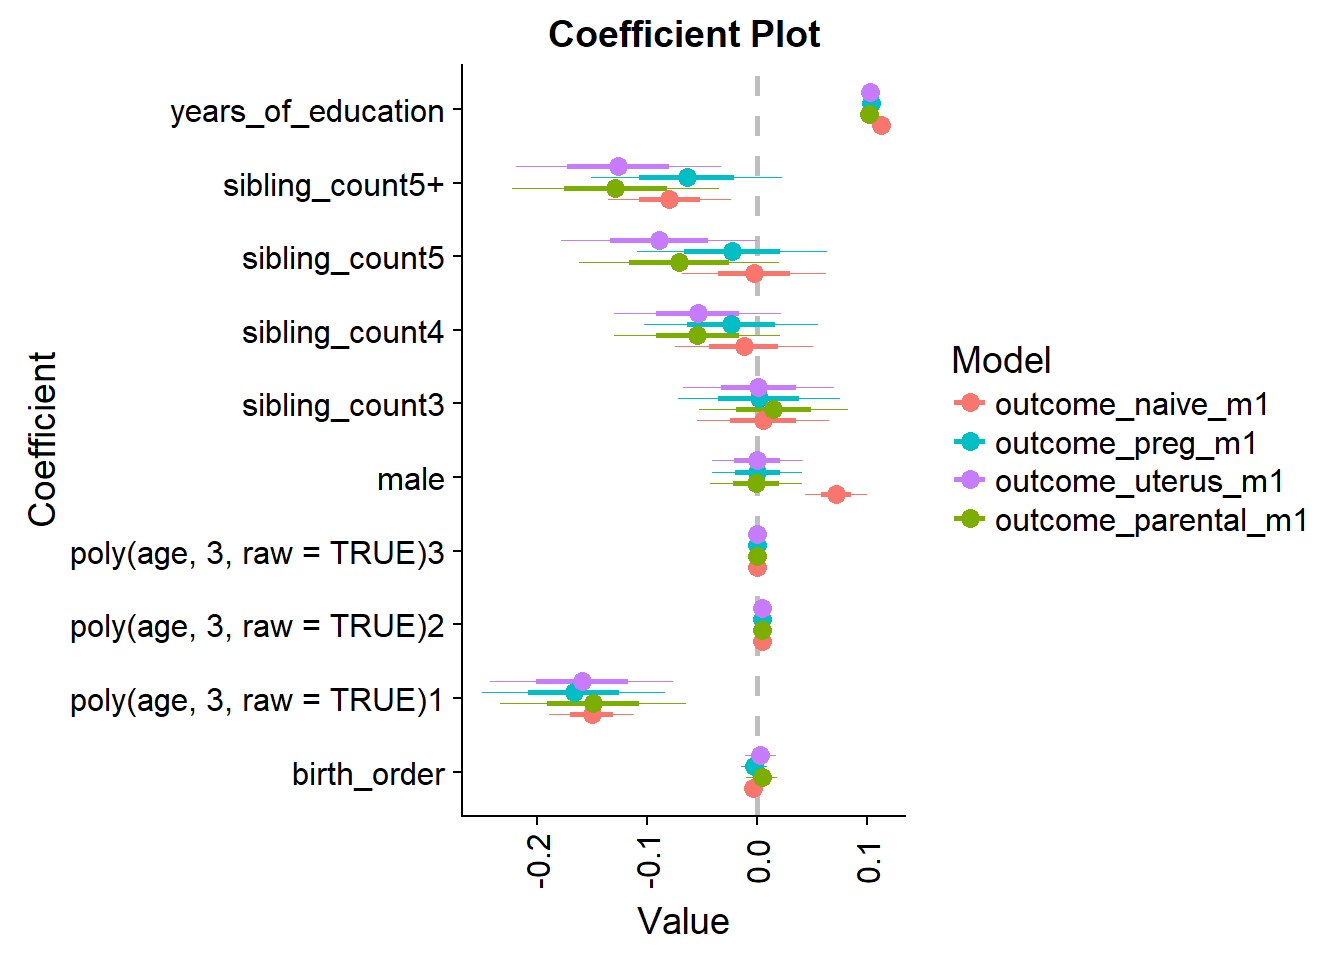 Coefficient Plot
Coefficient
years_of_education
sibling_count5+
sibling_count5
sibling_count4
sibling_count3
male
poly(age, 3, raw = TRUE)3
poly(age, 3, raw = TRUE)2
poly(age, 3, raw = TRUE)1
birth_order
-0.2
-0.1
0.0
0.1
Value
Model
outcome_naive_m1
outcome_preg_m1
outcome_uterus_m1
outcome_parental_m1